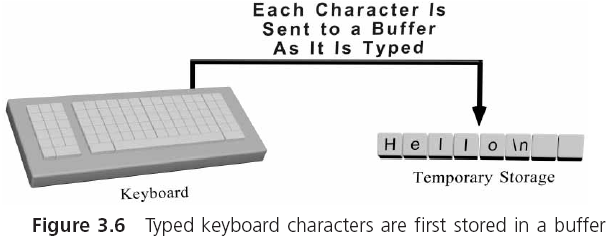 Each Character Is
Sent to a Buffer
As It Is Typed
H e l l o \n
Keyboard
Temporary Storage
Figure 3.6 Typed keyboard characters are first stored in a buffer